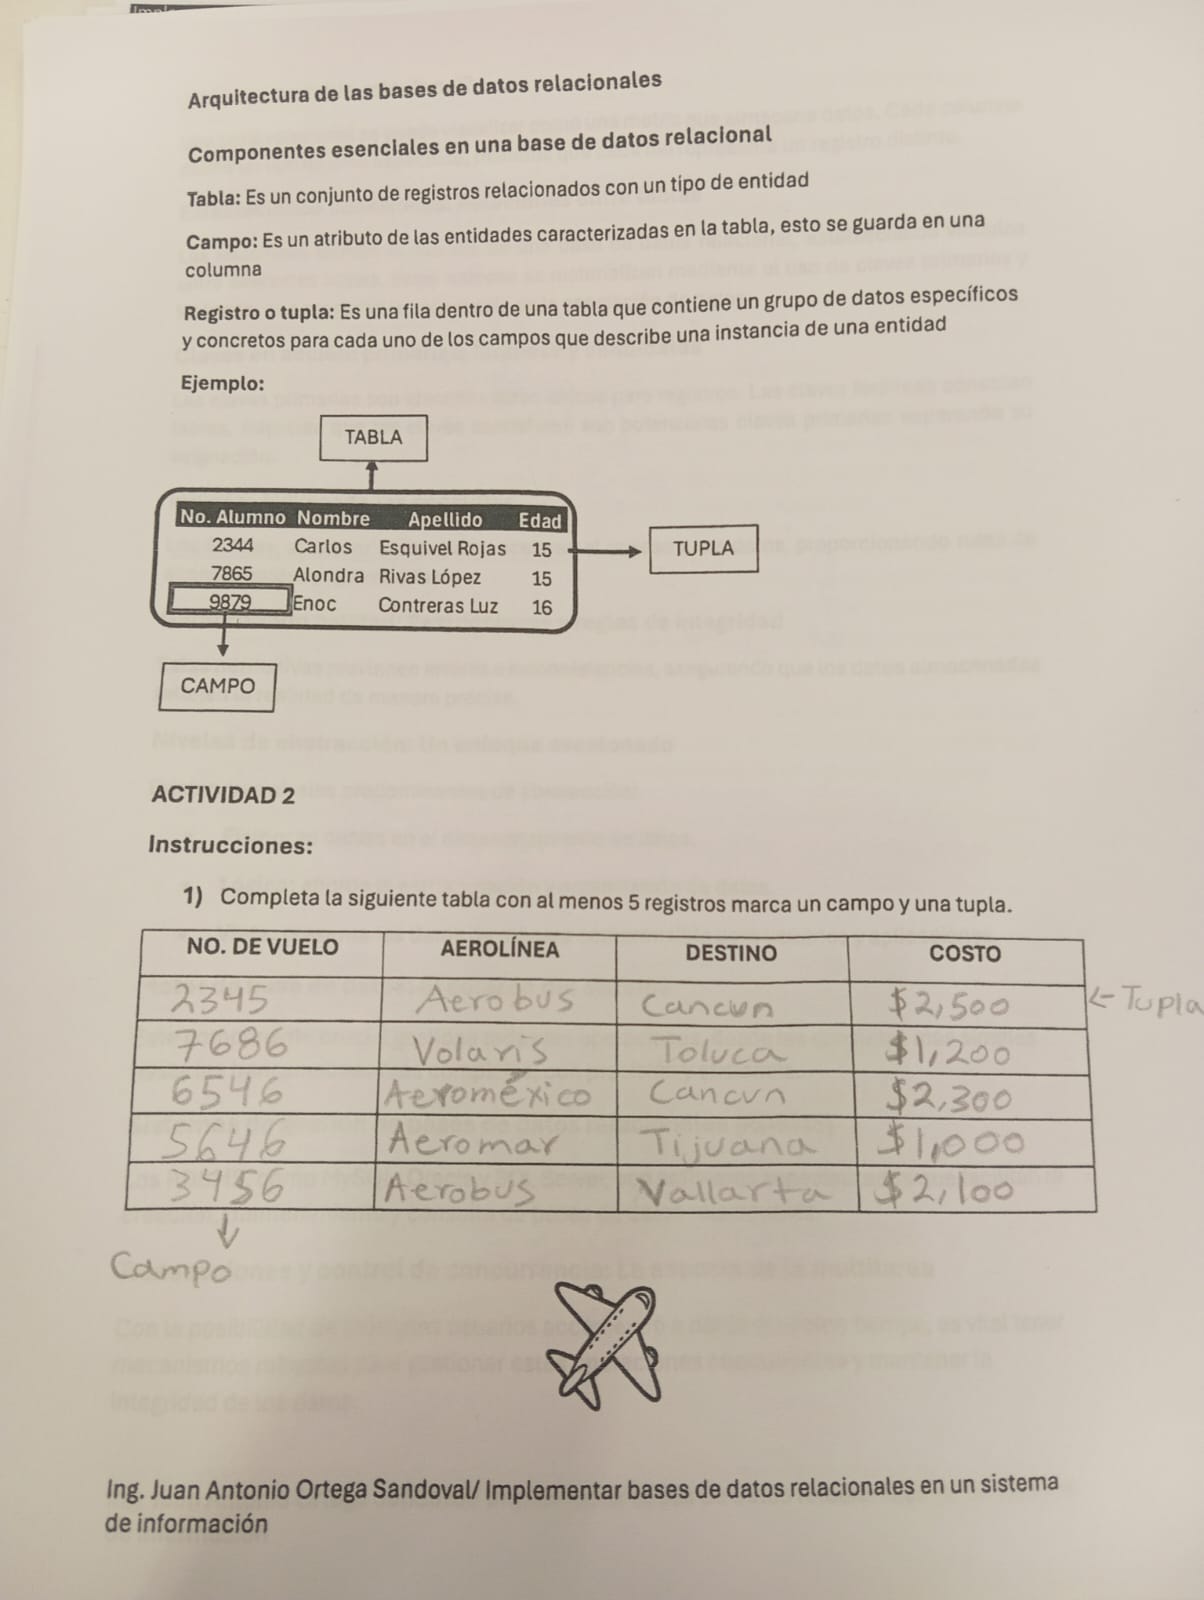 Arquitectura de las bases de datos relacionales
Componentes esenciales en una base de datos relacional
Tabla: Es un conjunto de registros relacionados con un tipo de entidad
Campo: Es un atributo de las entidades caracterizadas en la tabla, esto se guarda en una
columna
Registro o tupla: Es una fila dentro de una tabla que contiene un grupo de datos específicos
y concretos para cada uno de los campos que describe una instancia de una entidad
Ejemplo:
TABLA
No. Alumno Nombre Apellido Edad
2344 Carlos Esquivel Rojas 15
TUPLA
7865 Alondra Rivas López 15
9879 Enoc Contreras Luz 16
CAMPO
ACTIVIDAD 2
Instrucciones:
1) Completa la siguiente tabla con al menos 5 registros marca un campo y una tupla.
NO. DE VUELO AEROLÍNEA DESTINO COSTO
2345 Aerobus Cancun $2,500 ← Tupla
7686 Volaris Toluca $1,200
6546 Aeroméxico Cancun $2,300
5646 Aeromar Tijuana $1,000
3456 Aerobus Vallarta $2,100
Campo
Ing. Juan Antonio Ortega Sandoval/ Implementar bases de datos relacionales en un sistema
de información